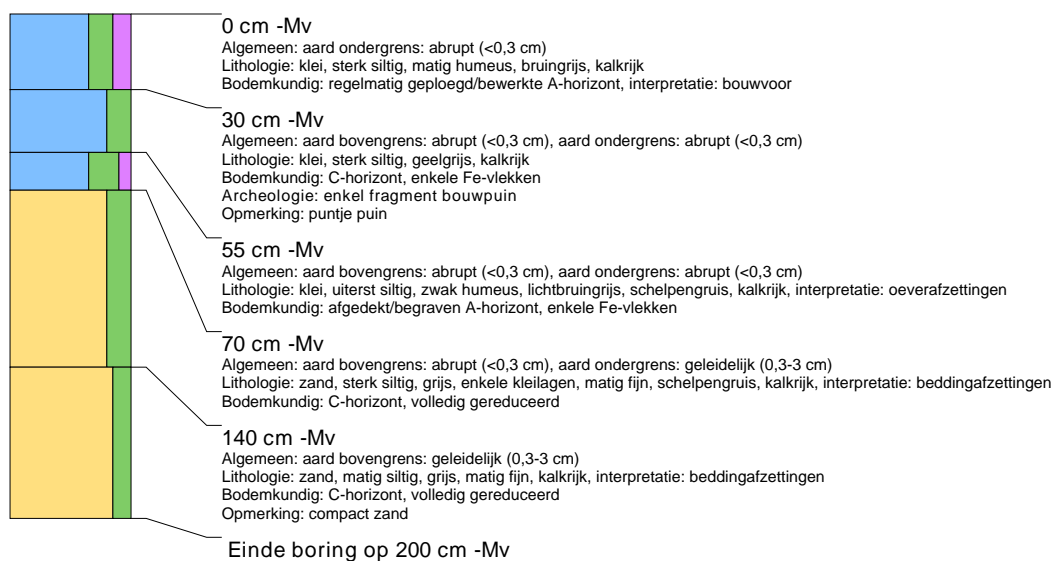 0 cm -Mv
Algemeen: aard ondergrens: abrupt (<0,3 cm)
Lithologie: klei, sterk siltig, matig humeus, bruingrijs, kalkrijk
Bodemkundig: regelmatig geploegd/bewerkte A-horizont, interpretatie: bouwvoor
30 cm -Mv
Algemeen: aard bovengrens: abrupt (<0,3 cm), aard ondergrens: abrupt (<0,3 cm)
Lithologie: klei, sterk siltig, geelgrijs, kalkrijk
Bodemkundig: C-horizont, enkele Fe-vlekken
Archeologie: enkel fragment bouwpuin
Opmerking: puntje puin
55 cm -Mv
Algemeen: aard bovengrens: abrupt (<0,3 cm), aard ondergrens: abrupt (<0,3 cm)
Lithologie: klei, uiterst siltig, zwak humeus, lichtbruingrijs, schelpengruis, kalkrijk, interpretatie: oeverafzettingen
Bodemkundig: afgedekt/begraven A-horizont, enkele Fe-vlekken
70 cm -Mv
Algemeen: aard bovengrens: abrupt (<0,3 cm), aard ondergrens: geleidelijk (0,3-3 cm)
Lithologie: zand, sterk siltig, grijs, enkele kleilagen, matig fijn, schelpengruis, kalkrijk, interpretatie: beddingafzettingen
Bodemkundig: C-horizont, volledig gereduceerd
140 cm -Mv
Algemeen: aard bovengrens: geleidelijk (0,3-3 cm)
Lithologie: zand, matig siltig, grijs, matig fijn, kalkrijk, interpretatie: beddingafzettingen
Bodemkundig: C-horizont, volledig gereduceerd
Opmerking: compact zand
Einde boring op 200 cm -Mv